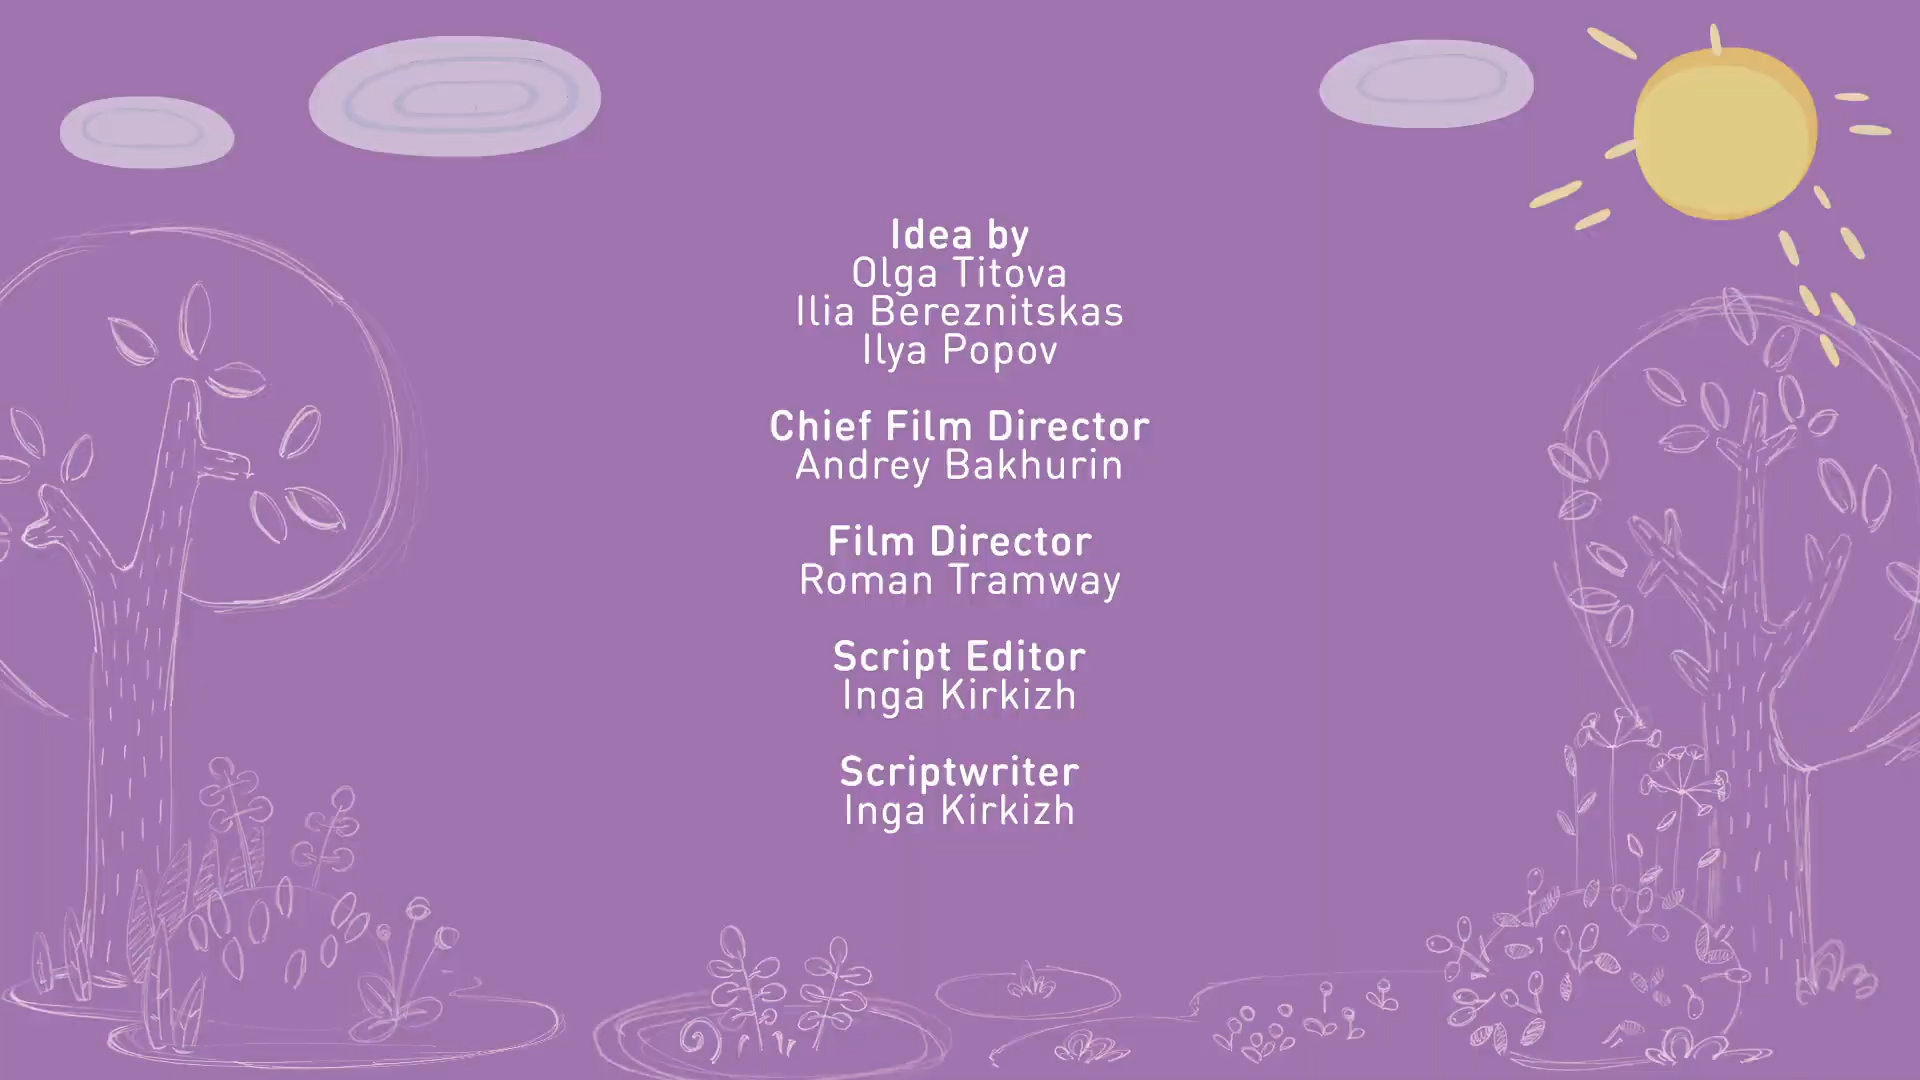 Idea by
Olga Titova
Ilia Bereznitskas
Ilya Popov
Chief Film Director
Andrey Bakhurin
Film Director
Roman Tramway
Script Editor
Inga Kirkizh
Scriptwriter
Inga Kirkizh